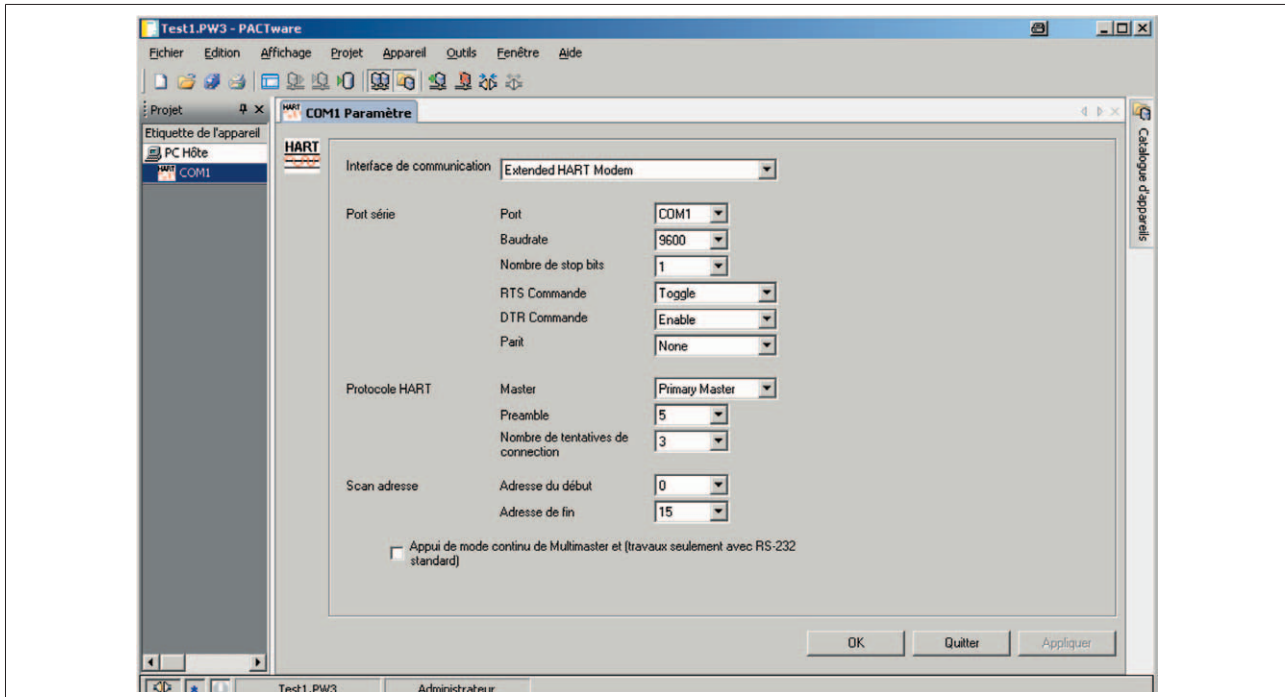 Test1.PW3 - PACTware
Fichier Edition Affichage Projet Appareil Outils Fenêtre Aide
Projet
COM1 Paramètre
Etiquette de l'appareil
PC Hôte
COM1
HART
Interface de communication Extended HART Modem
Port série Port COM1
Baudrate 9600
Nombre de stop bits 1
RTS Commande Toggle
DTR Commande Enable
Parit None
Protocole HART Master Primary Master
Preamble 5
Nombre de tentatives de
connection 3
Scan adresse Adresse du début 0
Adresse de fin 15
Appui de mode continu de Multimaster et (travaux seulement avec RS-232
standard)
OK Quitter Appliquer
Catalogue d'appareils
Test1.PW3 Administrateur